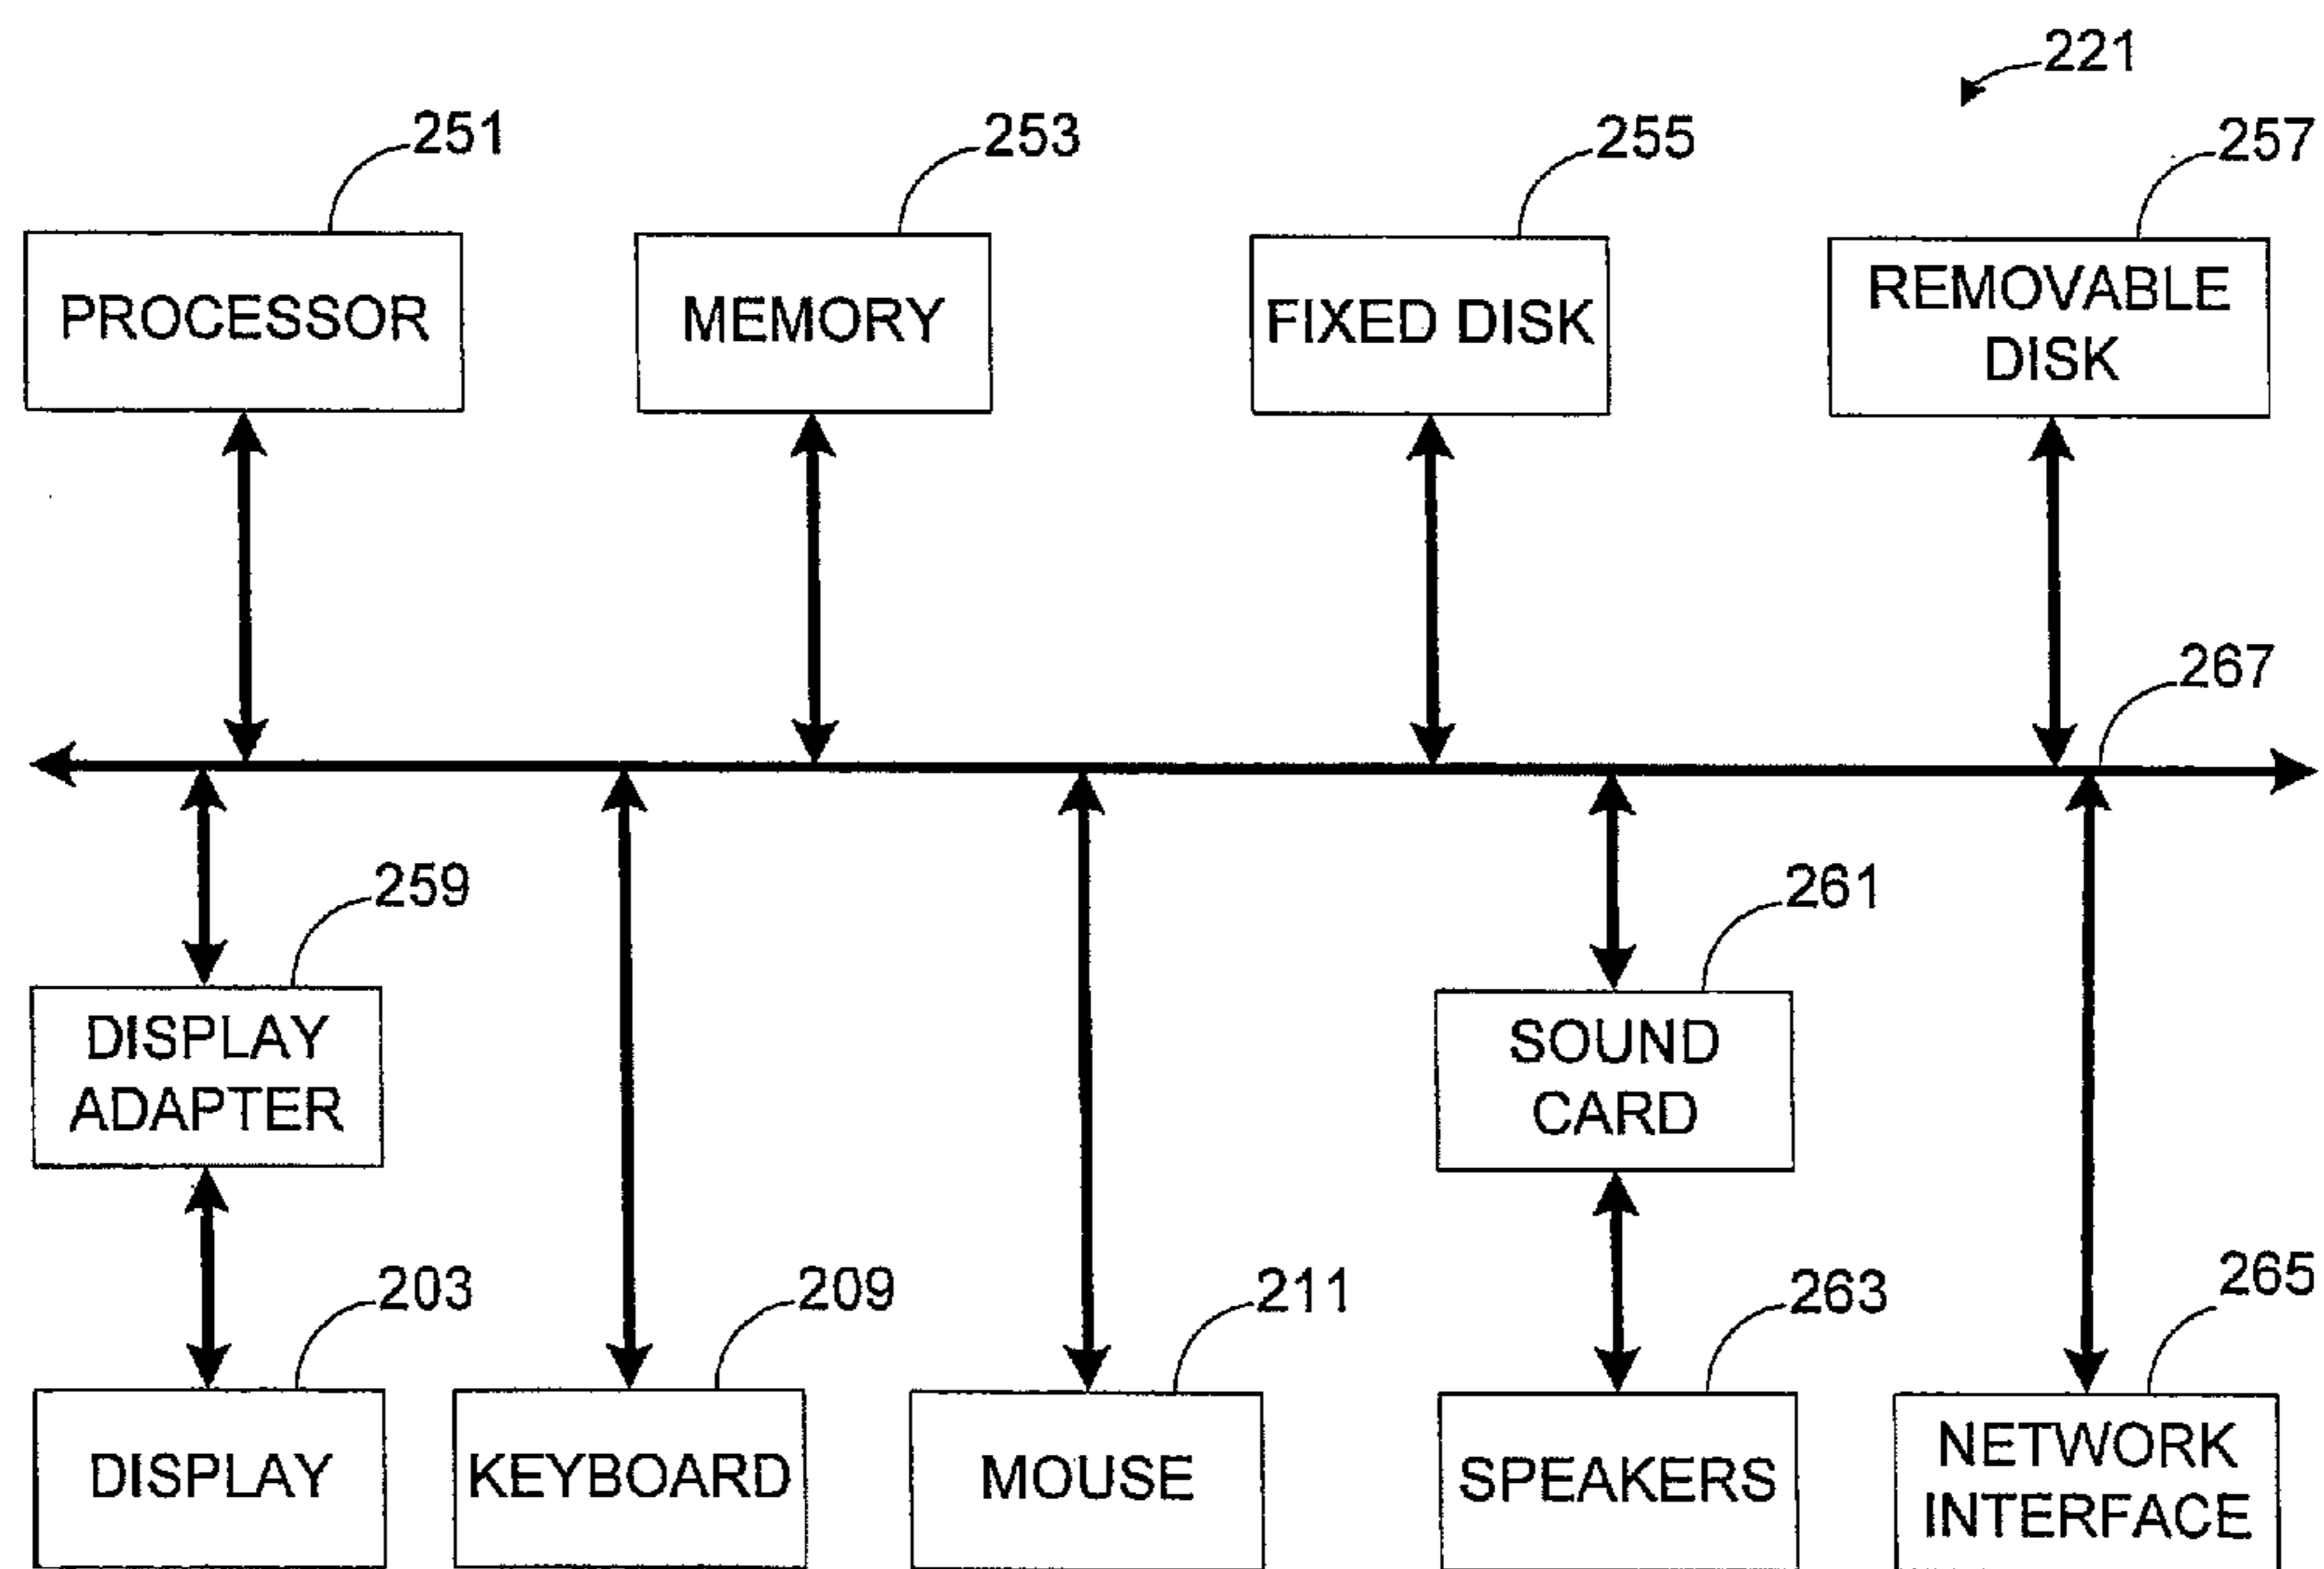 221
251
253
255
257
PROCESSOR
MEMORY
FIXED DISK
REMOVABLE
DISK
267
259
261
DISPLAY
ADAPTER
SOUND
CARD
203
209
211
263
265
DISPLAY
KEYBOARD
MOUSE
SPEAKERS
NETWORK
INTERFACE